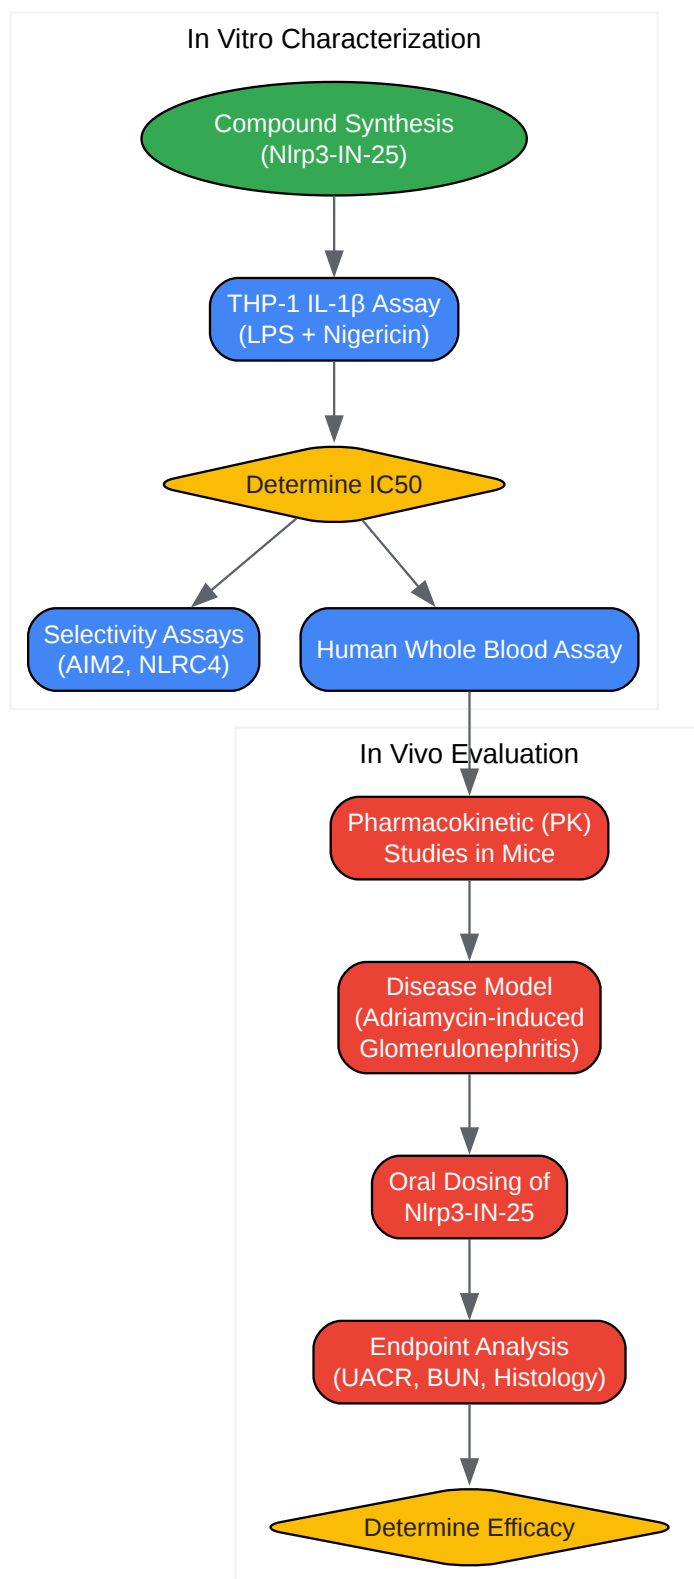 In Vitro Characterization
Compound Synthesis
(Nlrp3-IN-25)
THP-1 IL-1β Assay
(LPS + Nigericin)
Determine IC50
Selectivity Assays
(AIM2, NLRC4)
Human Whole Blood Assay
In Vivo Evaluation
Pharmacokinetic (PK)
Studies in Mice
Disease Model
(Adriamycin-induced
Glomerulonephritis)
Oral Dosing of
Nlrp3-IN-25
Endpoint Analysis
(UACR, BUN, Histology)
Determine Efficacy